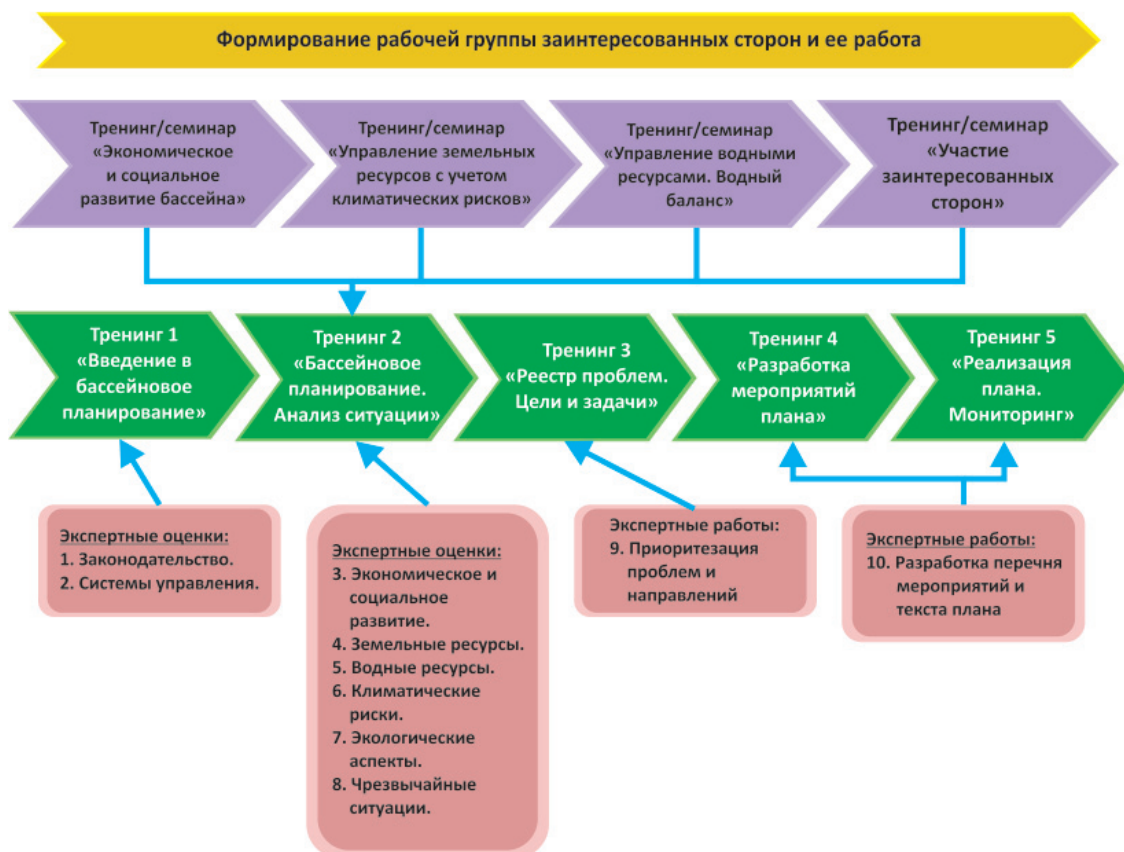 Формирование рабочей группы заинтересованных сторон и ее работа
Тренинг/семинар
«Экономическое
и социальное
развитие бассейна»
Тренинг/семинар
«Управление земельных
ресурсов с учетом
климатических рисков»
Тренинг/семинар
«Управление водными
ресурсами. Водный
баланс»
Тренинг/семинар
«Участие
заинтересованных
сторон»
Тренинг 1
«Введение в
бассейновое
планирование»
Тренинг 2
«Бассейновое
планирование.
Анализ ситуации»
Тренинг 3
«Реестр проблем.
Цели и задачи»
Тренинг 4
«Разработка
мероприятий
плана»
Тренинг 5
«Реализация
плана.
Мониторинг»
Экспертные оценки:
1. Законодательство.
2. Системы управления.
Экспертные оценки:
3. Экономическое и
социальное
развитие.
4. Земельные ресурсы.
5. Водные ресурсы.
6. Климатические
риски.
7. Экологические
аспекты.
8. Чрезвычайные
ситуации.
Экспертные работы:
9. Приоритезация
проблем и
направлений
Экспертные работы:
10. Разработка перечня
мероприятий и
текста плана